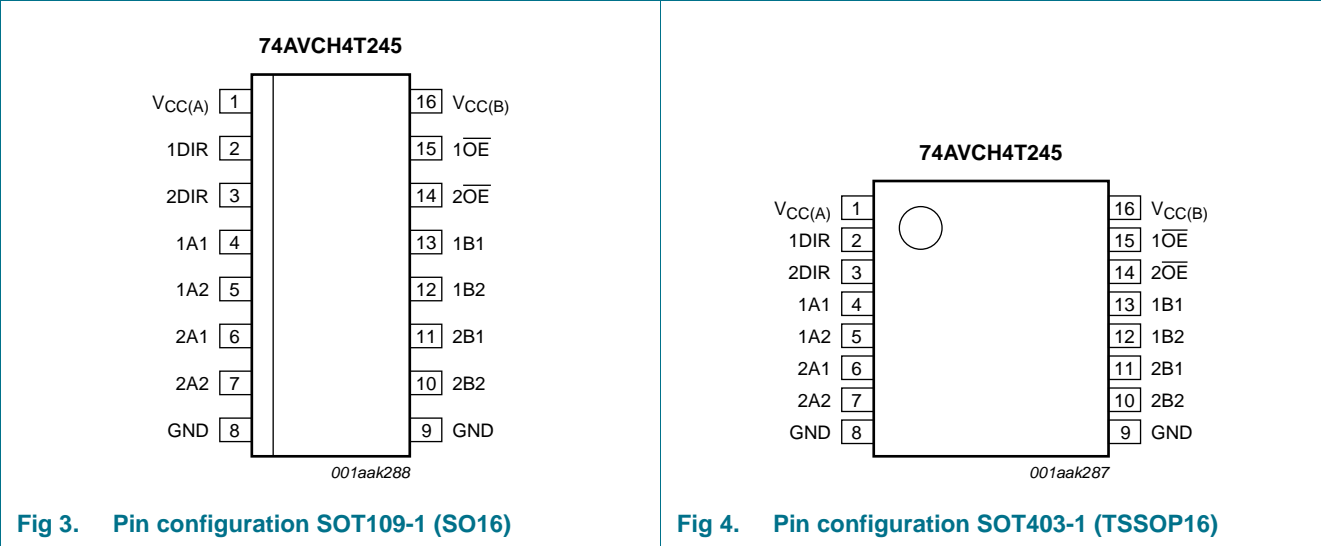 74AVCH4T245
VCC(A) 1
16 VCC(B)
1DIR 2
15 1O̅E̅
2DIR 3
14 2O̅E̅
1A1 4
13 1B1
1A2 5
12 1B2
2A1 6
11 2B1
2A2 7
10 2B2
GND 8
9 GND
001aak288
Fig 3. Pin configuration SOT109-1 (SO16)
74AVCH4T245
VCC(A) 1
16 VCC(B)
1DIR 2
15 1O̅E̅
2DIR 3
14 2O̅E̅
1A1 4
13 1B1
1A2 5
12 1B2
2A1 6
11 2B1
2A2 7
10 2B2
GND 8
9 GND
001aak287
Fig 4. Pin configuration SOT403-1 (TSSOP16)